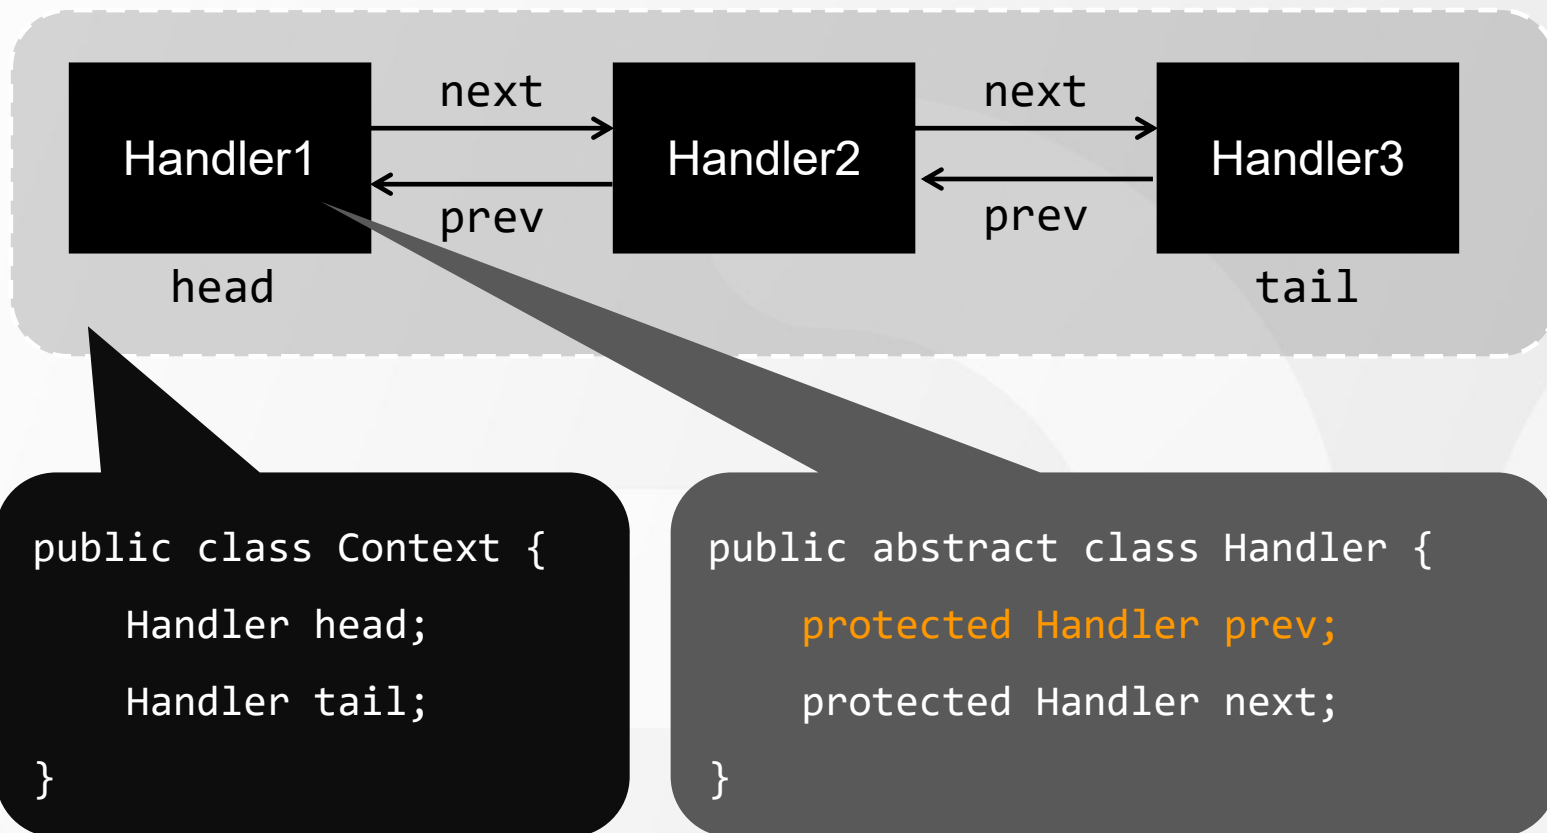 next
next
Handler1
Handler2
Handler3
prev
prev
head
tail
public class Context {
Handler head;
Handler tail;
}
public abstract class Handler {
protected Handler prev;
protected Handler next;
}